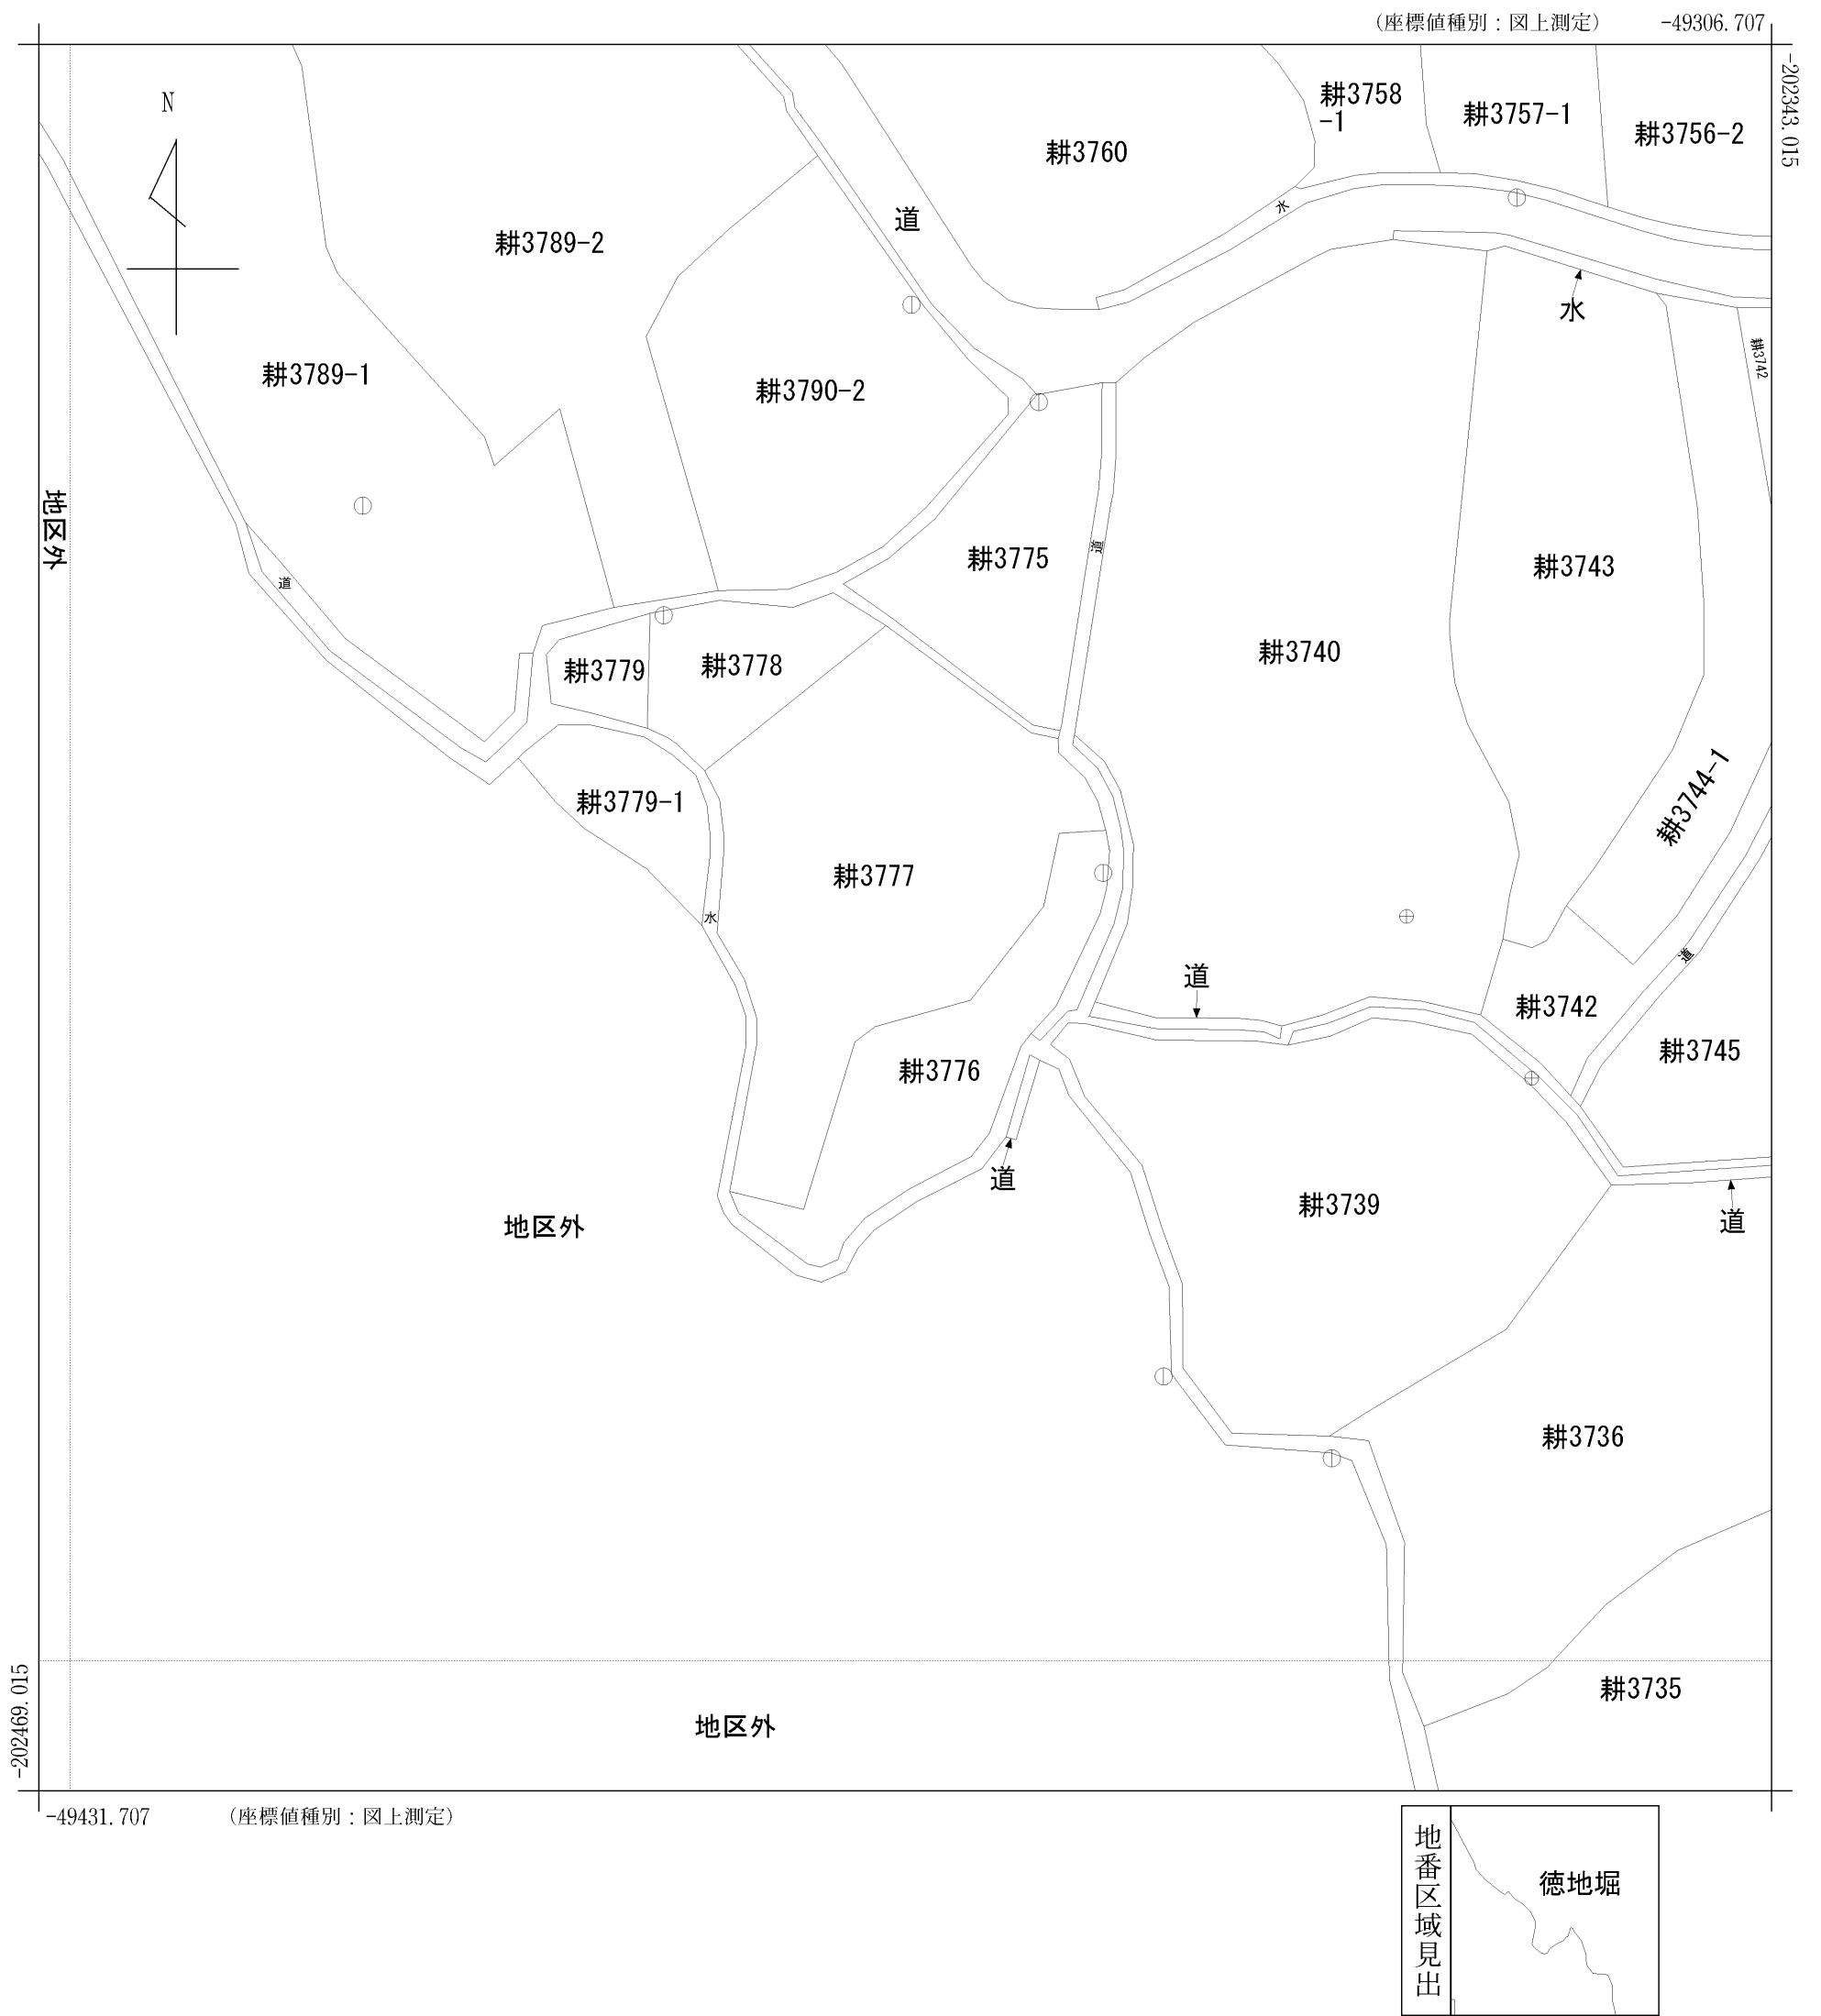 （座標値種別：図上測定） -49306.707
-202343.015
N
耕3758
-1
耕3757-1
耕3756-2
耕3760
水
道
耕3789-2
水
耕3742
耕3789-1
耕3790-2
地区外
道
耕3775
道
耕3743
耕3740
耕3779
耕3778
耕3744-1
耕3779-1
耕3777
水
道
道
耕3742
耕3745
耕3776
道
耕3739
道
地区外
耕3736
耕3735
地区外
-202469.015
-49431.707 （座標値種別：図上測定）
地番区域見出
徳地堀